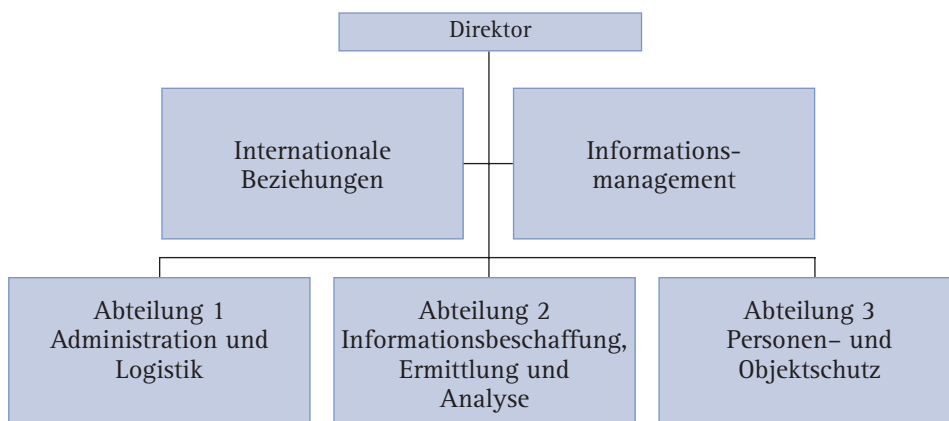 Direktor
Internationale
Beziehungen
Informations-
management
Abteilung 1
Administration und
Logistik
Abteilung 2
Informationsbeschaffung,
Ermittlung und
Analyse
Abteilung 3
Personen- und
Objektschutz